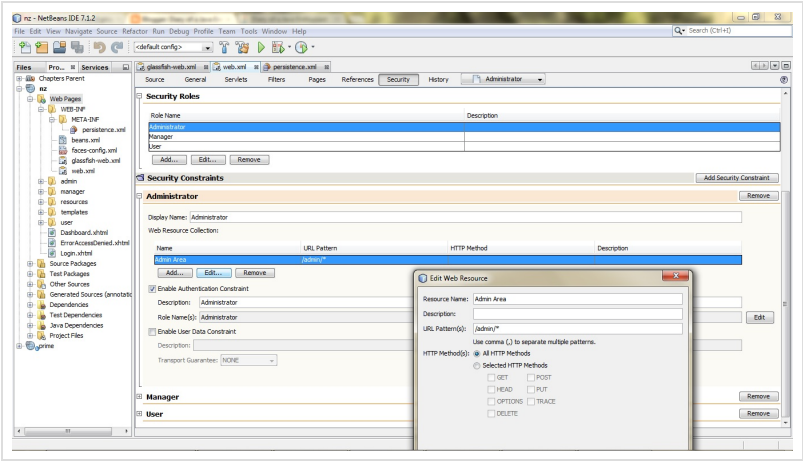 nz - NetBeans IDE 7.1.2
File Edit View Navigate Source Refactor Run Debug Profile Team Tools Window Help
Search (Ctrl+I)
<default config>
Files Pro... Services
glassfish-web.xml web.xml persistence.xml
Source General Servlets Filters Pages References Security History Administrator
Chapters Parent
nz
Web Pages
WEB-INF
META-INF
persistence.xml
beans.xml
faces-config.xml
glassfish-web.xml
web.xml
admin
manager
resources
templates
user
Dashboard.xhtml
ErrorAccessDenied.xhtml
Login.xhtml
Source Packages
Test Packages
Other Sources
Generated Sources (annotatic
Dependencies
Test Dependencies
Java Dependencies
Project Files
prime
Security Roles
Role Name Description
Administrator
Manager
User
Add... Edit... Remove
Security Constraints Add Security Constraint
Administrator Remove
Display Name: Administrator
Web Resource Collection:
Name URL Pattern HTTP Method Description
Admin Area /admin/*
Add... Edit... Remove
Enable Authentication Constraint
Description: Administrator
Role Name(s): Administrator Edit
Enable User Data Constraint
Description:
Transport Guarantee: NONE
Manager Remove
User Remove
Edit Web Resource
Resource Name: Admin Area
Description:
URL Pattern(s): /admin/*
Use comma (,) to separate multiple patterns.
HTTP Method(s): All HTTP Methods
Selected HTTP Methods
GET POST
HEAD PUT
OPTIONS TRACE
DELETE